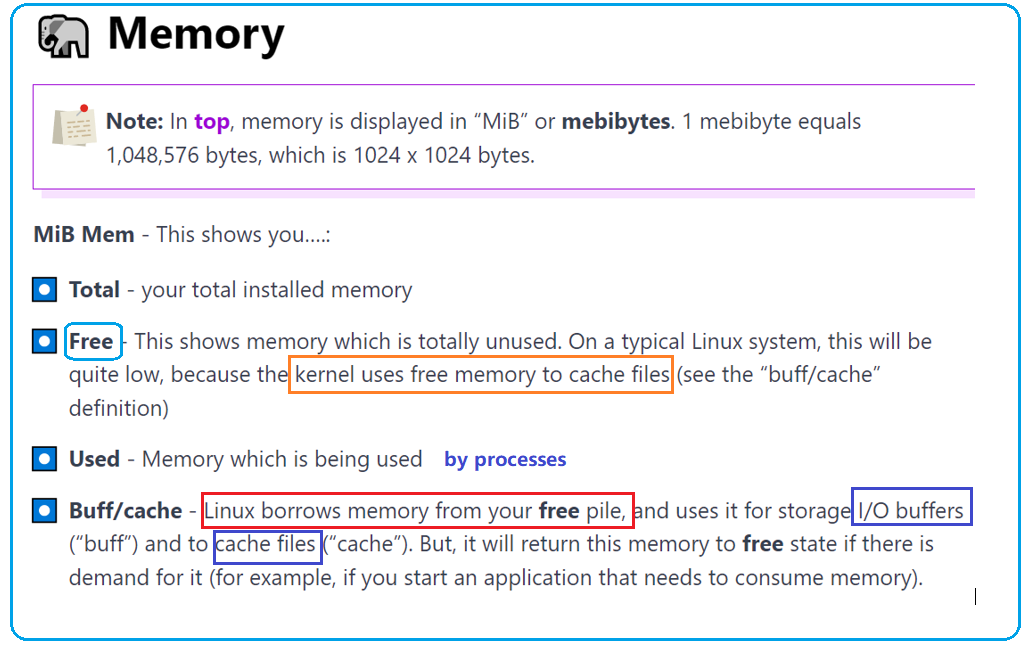 Memory
Note: In top, memory is displayed in “MiB” or mebibytes. 1 mebibyte equals
1,048,576 bytes, which is 1024 x 1024 bytes.
MiB Mem - This shows you….:
Total - your total installed memory
Free - This shows memory which is totally unused. On a typical Linux system, this will be
quite low, because the kernel uses free memory to cache files (see the “buff/cache”
definition)
Used - Memory which is being used by processes
Buff/cache - Linux borrows memory from your free pile, and uses it for storage I/O buffers
(“buff”) and to cache files (“cache”). But, it will return this memory to free state if there is
demand for it (for example, if you start an application that needs to consume memory).